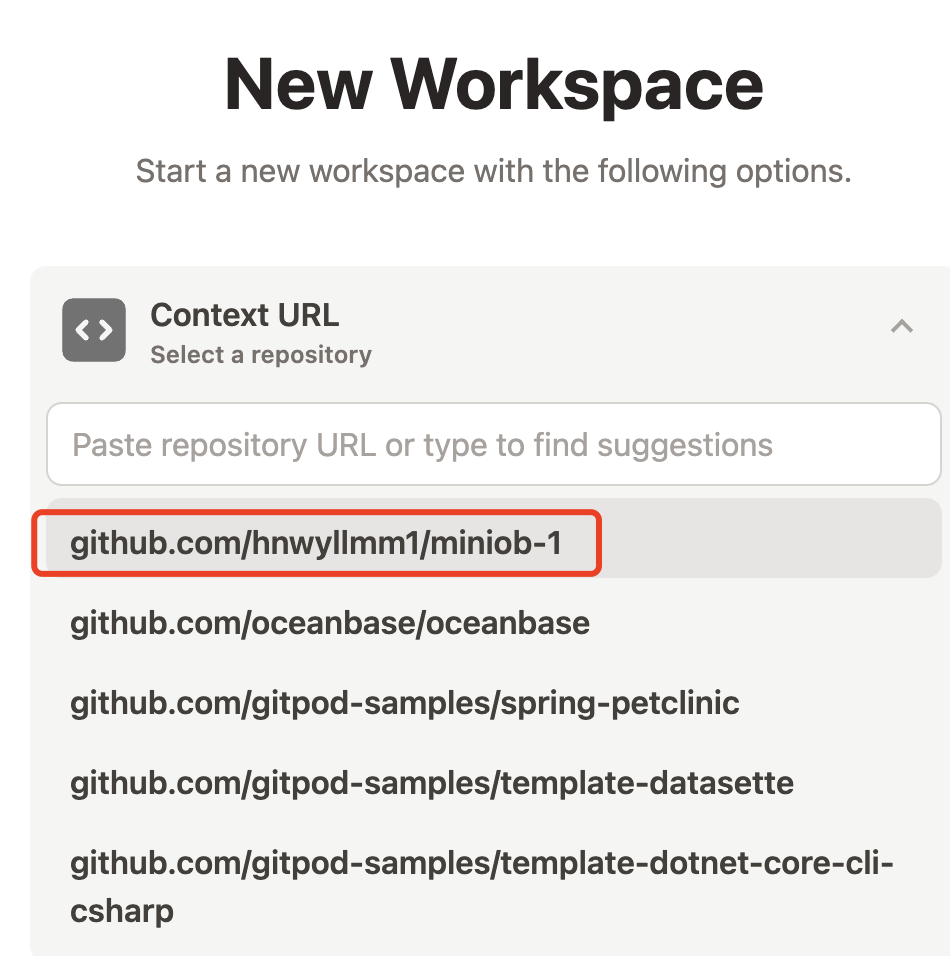 New Workspace
Start a new workspace with the following options.
Context URL
Select a repository
Paste repository URL or type to find suggestions
github.com/hnwyllmm1/miniob-1
github.com/oceanbase/oceanbase
github.com/gitpod-samples/spring-petclinic
github.com/gitpod-samples/template-datasette
github.com/gitpod-samples/template-dotnet-core-cli-
csharp